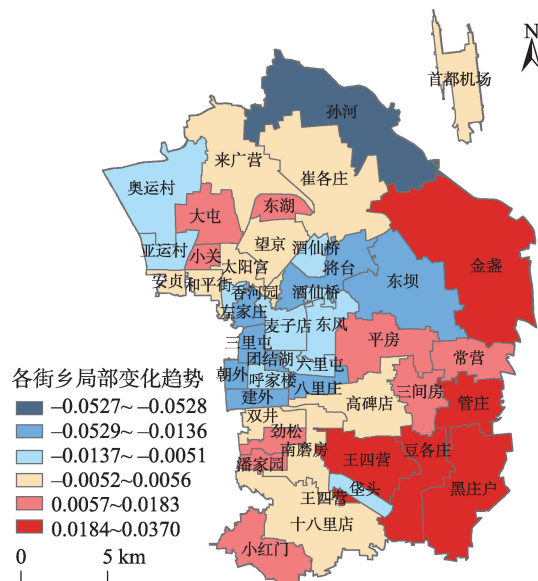 N
首都机场
孙河
来广营
崔各庄
奥运村
大屯
东湖
金盏
亚运村
小关
望京
酒仙桥
太阳宫
将台
东坝
安贞
和平街
香河园
酒仙桥
左家庄
麦子店
东风
三里屯
平房
团结湖
六里屯
常营
朝外
呼家楼
八里庄
三间房
建外
高碑店
管庄
双井
劲松
南磨房
潘家园
王四营
豆各庄
黑庄户
垡头
王四营
十八里店
小红门
各街乡局部变化趋势
–0.0527~ –0.0528
–0.0529~ –0.0136
–0.0137~ –0.0051
–0.0052~0.0056
0.0057~0.0183
0.0184~0.0370
0 5 km